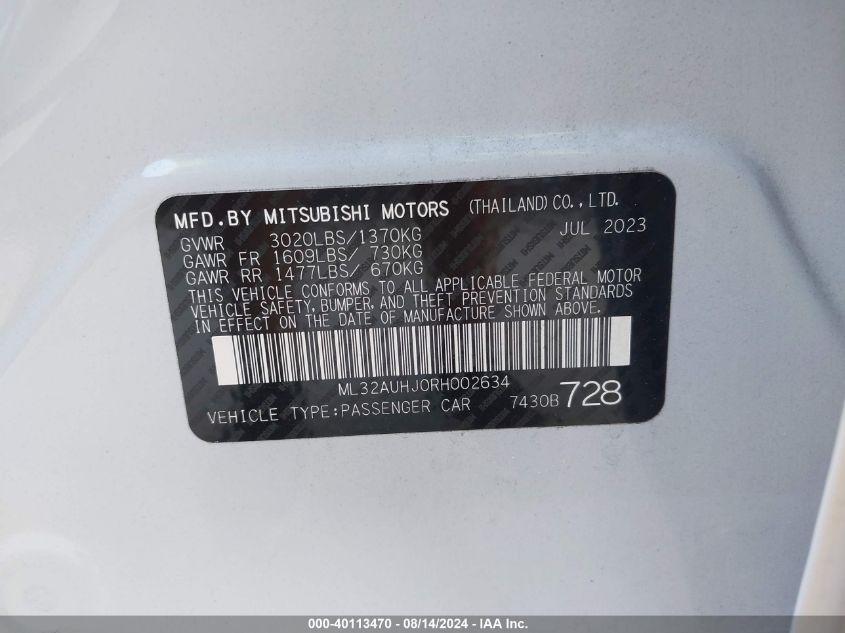 MFD.BY MITSUBISHI MOTORS (THAILAND) CO.,LTD.
GVWR 3020LBS/1370KG JUL 2023
GAWR FR 1609LBS/ 730KG
GAWR RR 1477LBS/ 670KG
THIS VEHICLE CONFORMS TO ALL APPLICABLE FEDERAL MOTOR
VEHICLE SAFETY, BUMPER, AND THEFT PREVENTION STANDARDS
IN EFFECT ON THE DATE OF MANUFACTURE SHOWN ABOVE.
ML32AUHJ0RH002634
VEHICLE TYPE:PASSENGER CAR 7430B 728
000-40113470 - 08/14/2024 - IAA Inc.